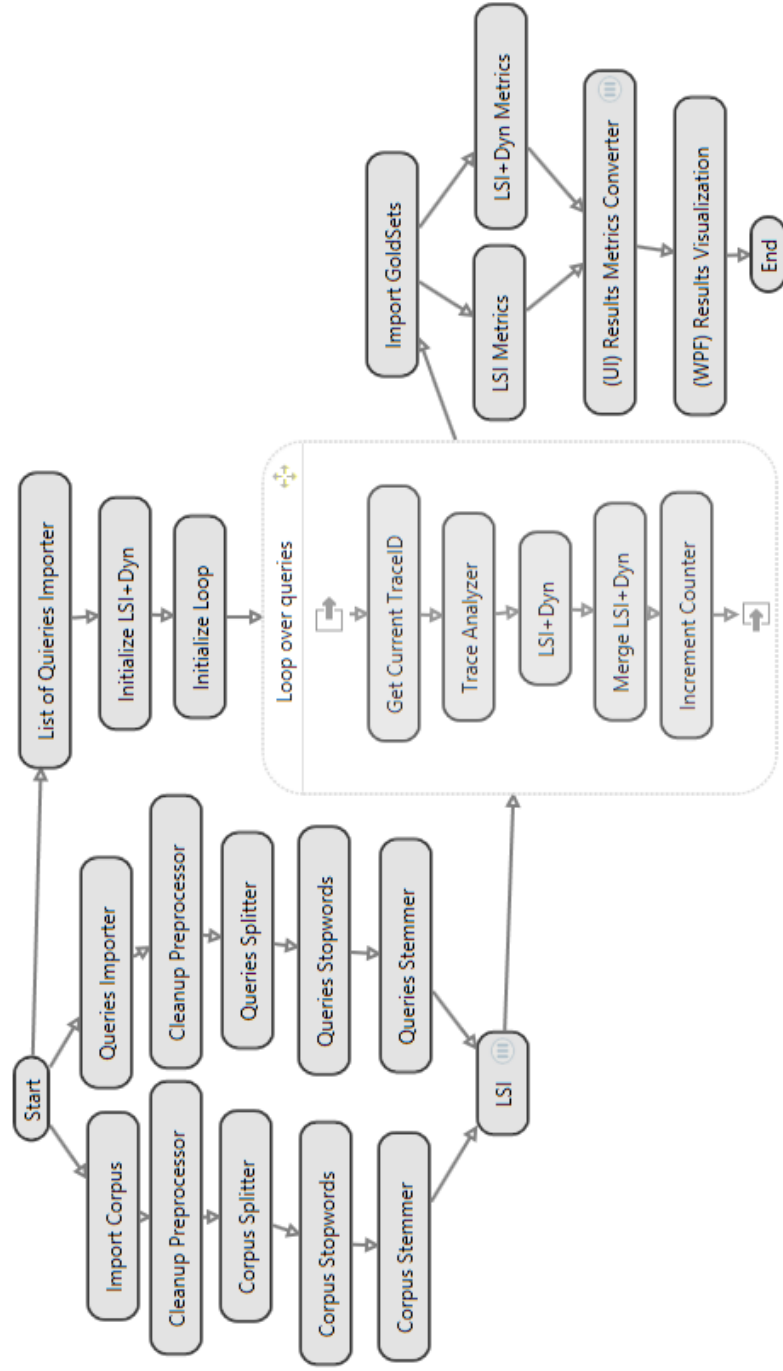 Start
Import Corpus
Cleanup Preprocessor
Corpus Splitter
Corpus Stopwords
Corpus Stemmer
Queries Importer
Cleanup Preprocessor
Queries Splitter
Queries Stopwords
Queries Stemmer
LSI
List of Quieries Importer
Initialize LSI+Dyn
Initialize Loop
Loop over queries
Get Current TraceID
Trace Analyzer
LSI+Dyn
Merge LSI+Dyn
Increment Counter
Import GoldSets
LSI Metrics
LSI+Dyn Metrics
(UI) Results Metrics Converter
(WPF) Results Visualization
End